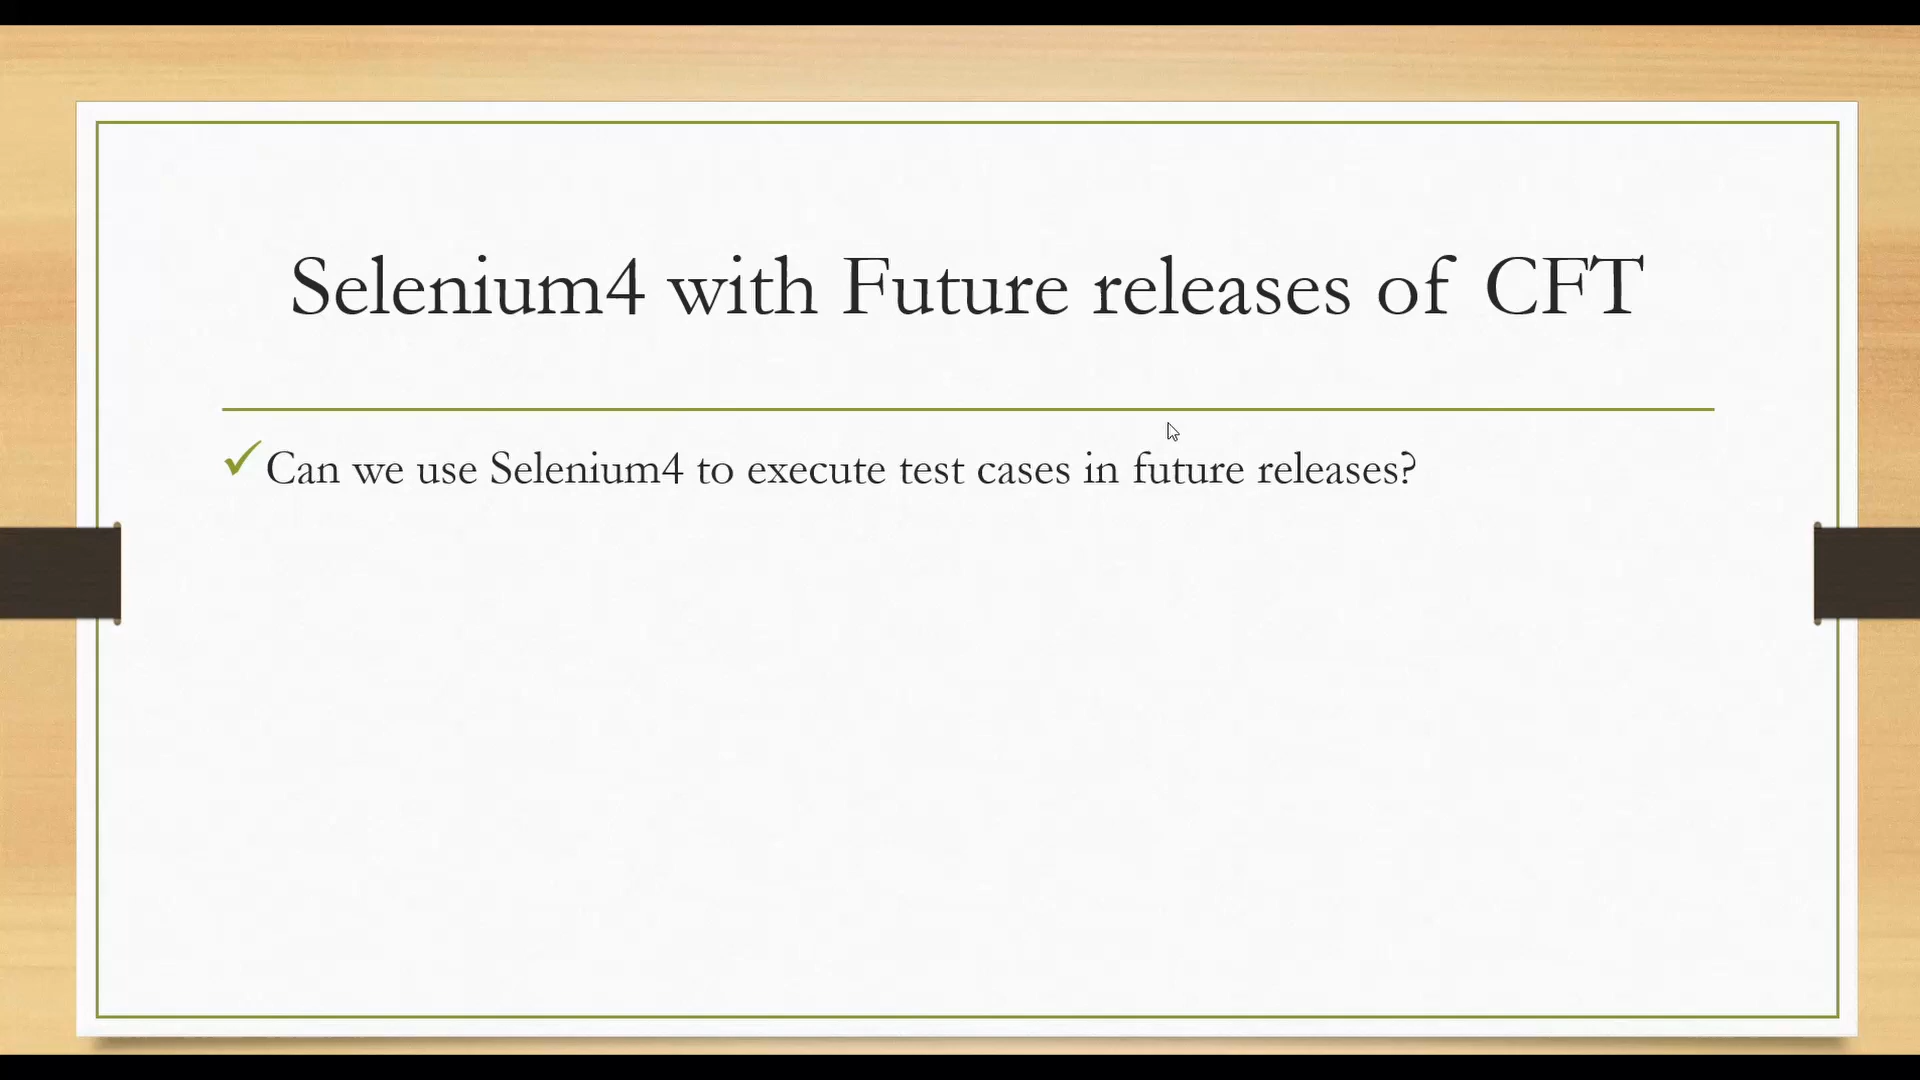 Selenium4 with Future releases of CFT
Can we use Selenium4 to execute test cases in future releases?